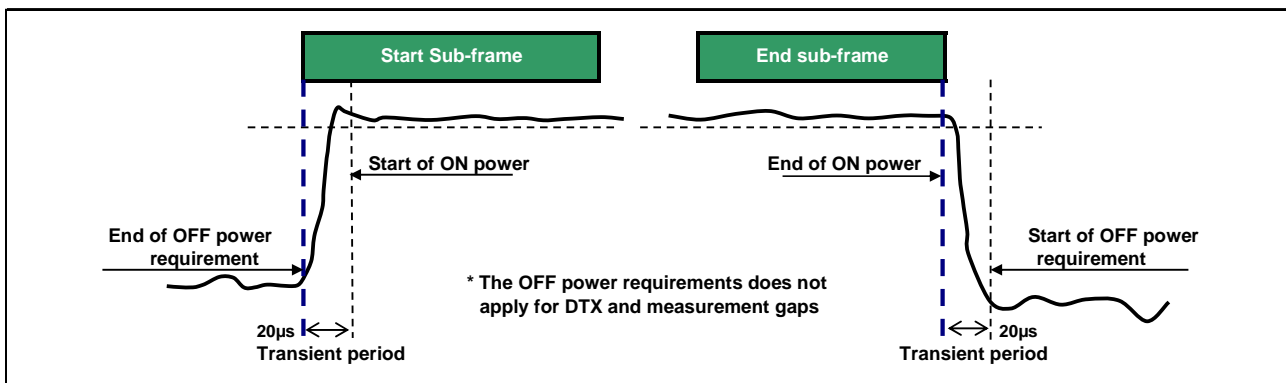 Start Sub-frame
End sub-frame
Start of ON power
End of ON power
End of OFF power
requirement
Start of OFF power
requirement
* The OFF power requirements does not
apply for DTX and measurement gaps
20µs
Transient period
20µs
Transient period